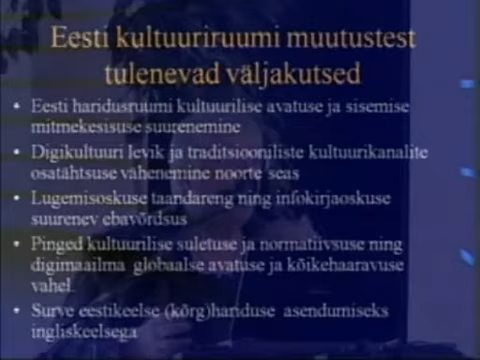 Eesti kultuuriruumi muutustest
tulenevad väljakutsed
• Eesti haridusruumi kultuurilise avatuse ja sisemise
mitmekesisuse suurenemine
• Digikultuuri levik ja traditsiooniliste kultuurikanalite
osatähtsuse vähenemine noorte seas
• Lugemisoskuse taandareng ning infokirjaoskuse
suurenev ebavõrdsus
• Pinged kultuurilise suletuse ja normatiivsuse ning
digimaailma globaalse avatuse ja kõikehaaravuse
vahel.
• Surve eestikeelse (kõrg)hariduse asendumiseks
ingliskeelsega